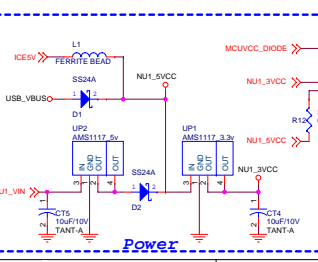 L1
ICE5V
FERRITE BEAD
MCUVCC_DIODE
SS24A
NU1_5VCC
NU1_3VCC
USB_VBUS
1 2
D1
R12
UP2
AMS1117_5v
UP1
AMS1117_3.3v
NU1_5VCC
IN
GND
OUT
OUT
SS24A
IN
GND
OUT
OUT
NU1_3VCC
3 1 2 4
1 2
3 1 2 4
U1_VIN
D2
CT5
10uF/10V
TANT-A
CT4
10uF/10V
TANT-A
Power